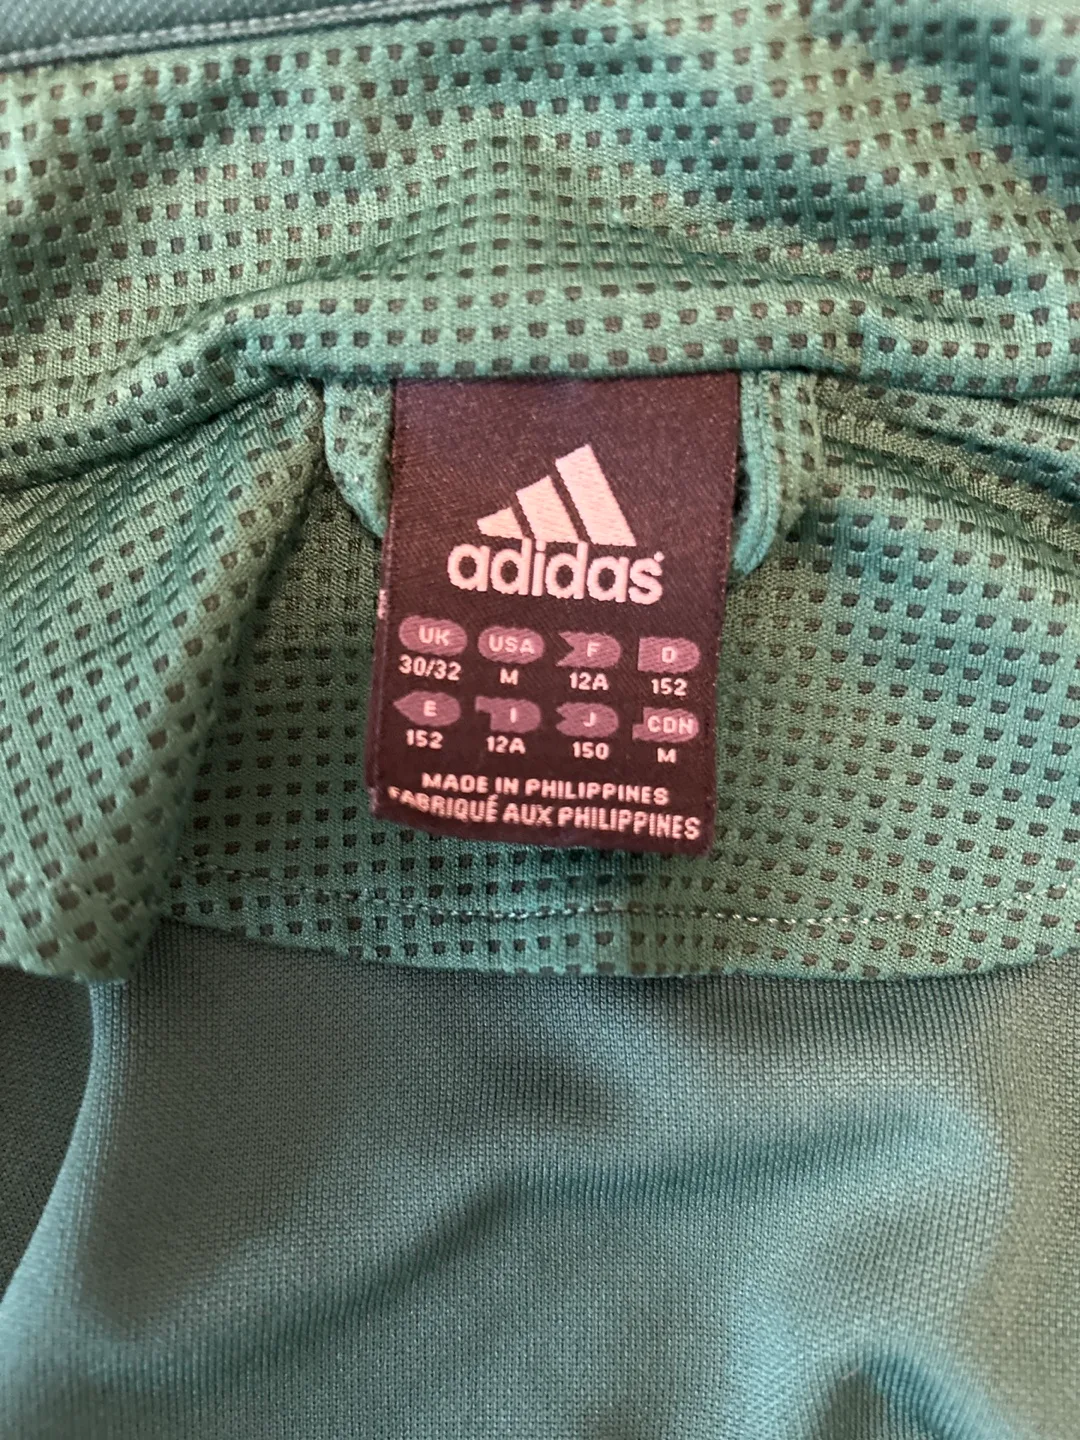 adidas
UK USA F D
30/32 M 12A 152
E I J CDN
152 12A 150 M
MADE IN PHILIPPINES
FABRIQUÉ AUX PHILIPPINES